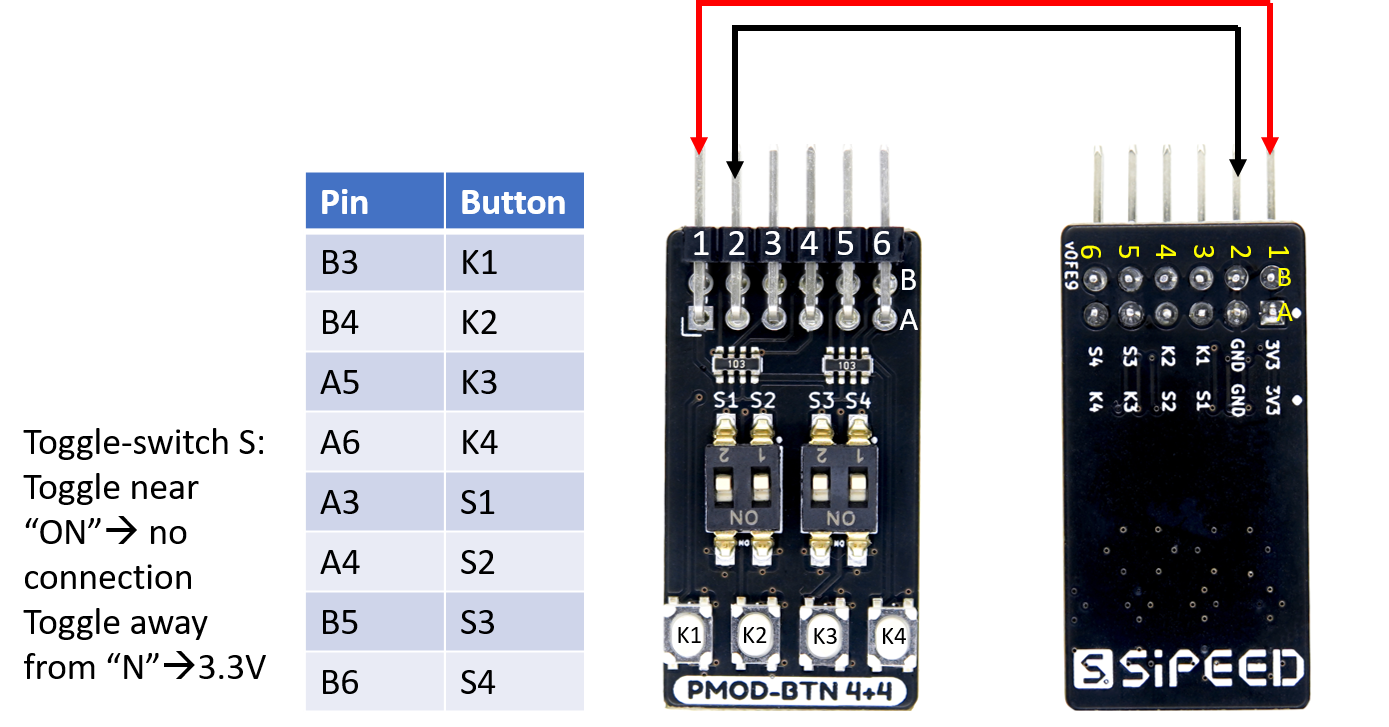 Pin Button
B3 K1
B4 K2
A5 K3
A6 K4
A3 S1
A4 S2
B5 S3
B6 S4
Toggle-switch S:
Toggle near
“ON”→ no
connection
Toggle away
from “N”→3.3V
1 2 3 4 5 6
B
A
103 103
S1 S2 S3 S4
2 1 2 1
ON ON
K1 K2 K3 K4
PMOD-BTN 4+4
6 5 4 3 2 1
B
A
V0FE9
S4 S3 K2 K1 GND 3V3
K4 K3 S2 S1 GND 3V3
S SiPEED